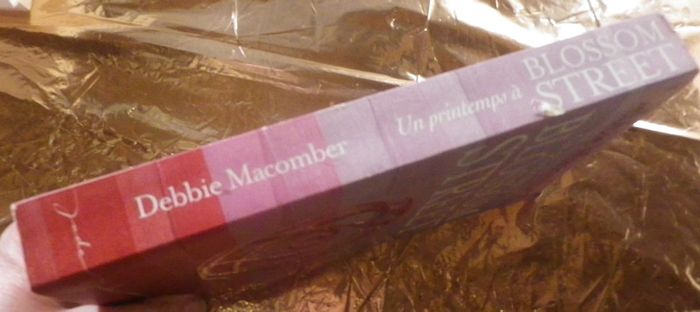 Debbie Macomber
Un printemps à
BLOSSOM
STREET